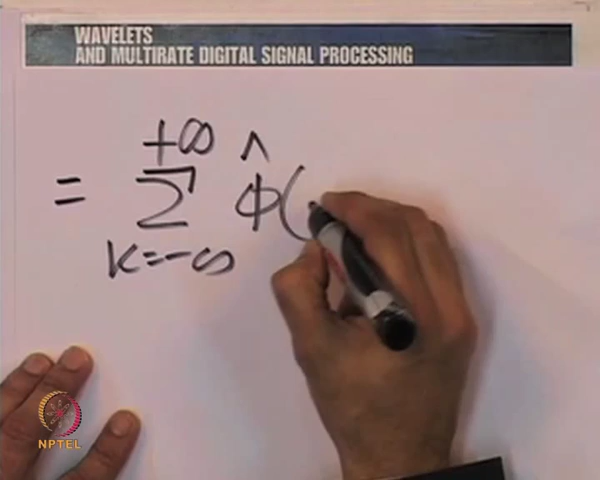 WAVELETS
AND MULTIRATE DIGITAL SIGNAL PROCESSING
+∞
= Σ ϕ̂(
K=-∞
NPTEL